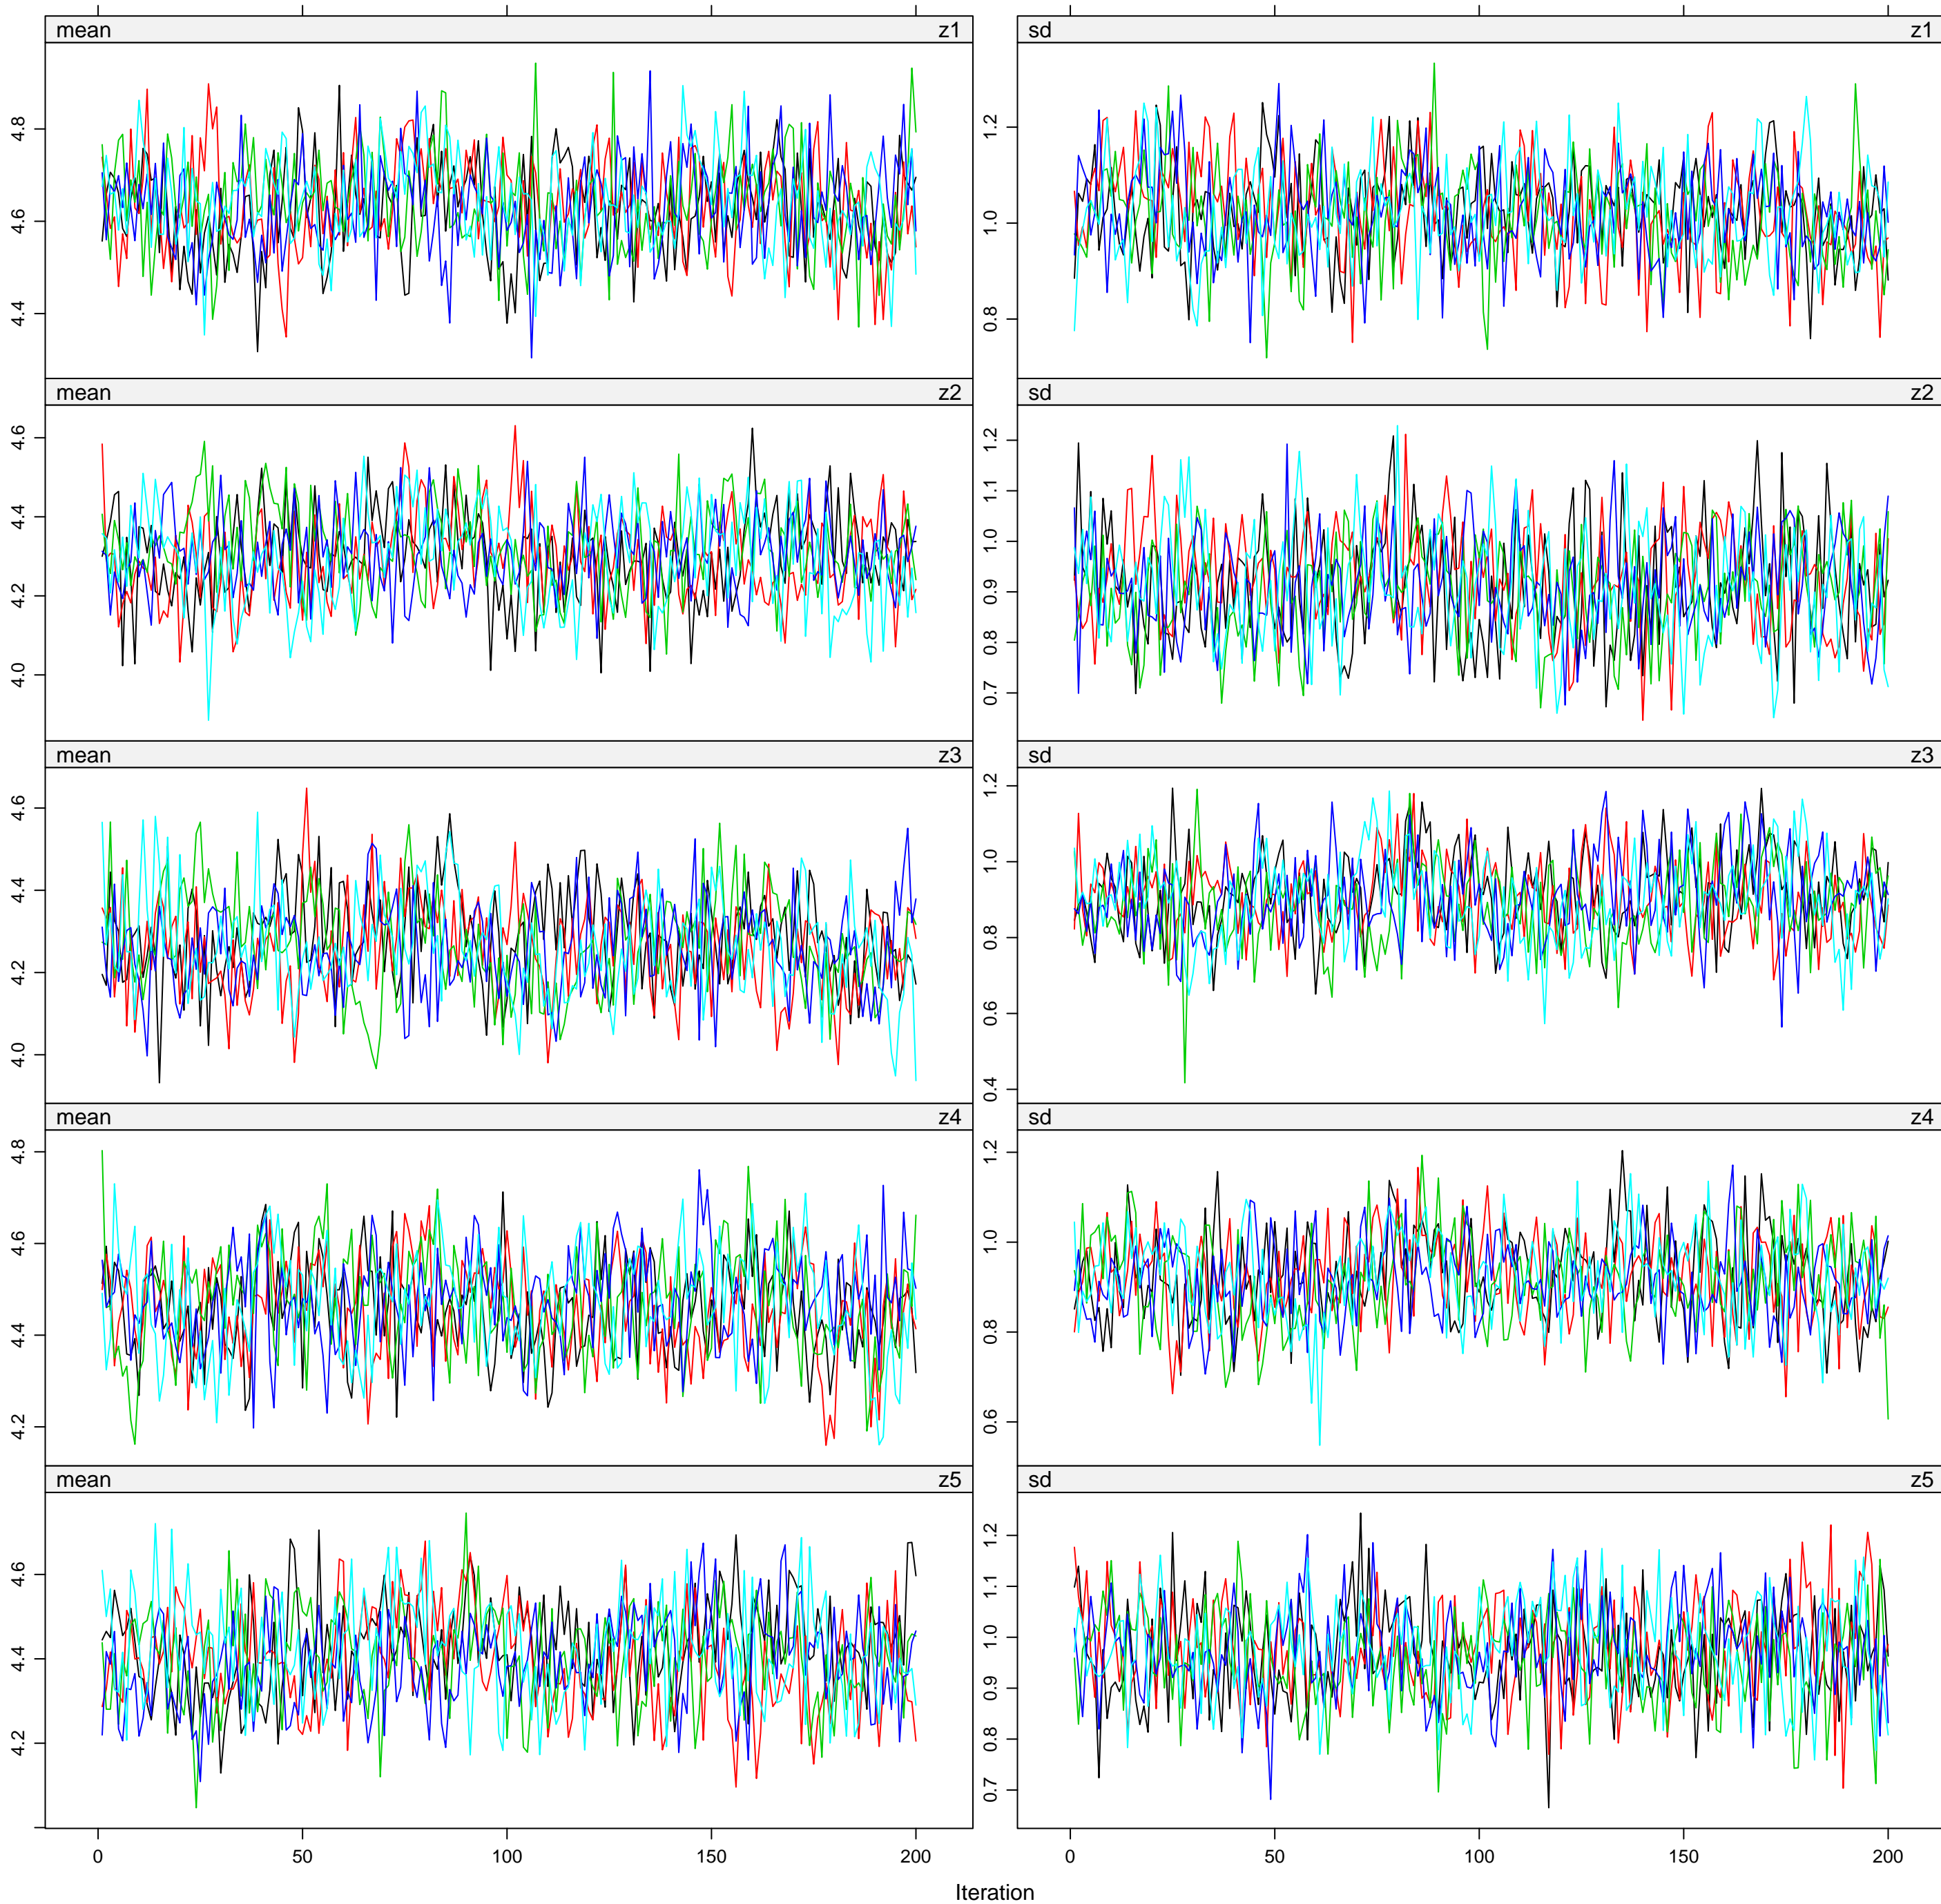 mean z1 sd z1
4.4 4.6 4.8
0.8 1.0 1.2
mean z2 sd z2
4.0 4.2 4.4 4.6
0.7 0.8 0.9 1.0 1.1 1.2
mean z3 sd z3
4.0 4.2 4.4 4.6
0.4 0.6 0.8 1.0 1.2
mean z4 sd z4
4.2 4.4 4.6 4.8
0.6 0.8 1.0 1.2
mean z5 sd z5
4.2 4.4 4.6
0.7 0.8 0.9 1.0 1.1 1.2
0 50 100 150 200 0 50 100 150 200
Iteration